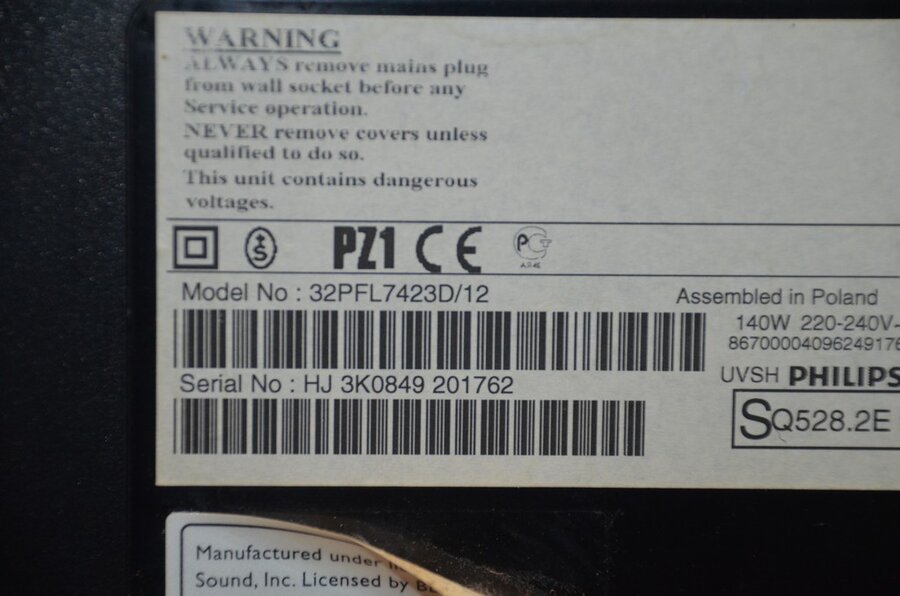 WARNING
ALWAYS remove mains plug
from wall socket before any
Service operation.
NEVER remove covers unless
qualified to do so.
This unit contains dangerous
voltages.
PZ1 CE
Model No : 32PFL7423D/12
Assembled in Poland
140W 220-240V~
8670000409624917
Serial No : HJ 3K0849 201762
UVSH PHILIPS
SQ528.2E
Manufactured under
Sound, Inc. Licensed by